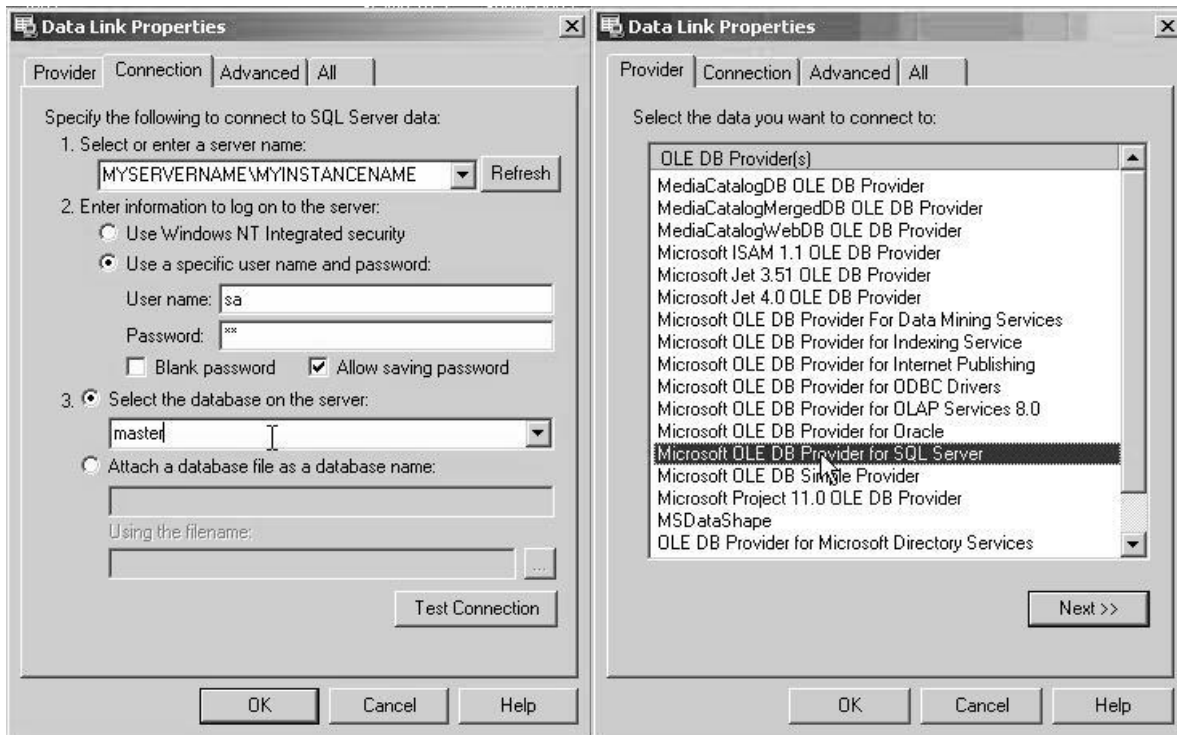 Data Link Properties
Provider Connection Advanced All
Specify the following to connect to SQL Server data:
1. Select or enter a server name:
MYSERVERNAME\MYINSTANCENAME Refresh
2. Enter information to log on to the server:
Use Windows NT Integrated security
Use a specific user name and password:
User name: sa
Password: **
Blank password Allow saving password
3. Select the database on the server:
master
Attach a database file as a database name:
Using the filename:
...
Test Connection
OK Cancel Help
Data Link Properties
Provider Connection Advanced All
Select the data you want to connect to:
OLE DB Provider(s)
MediaCatalogDB OLE DB Provider
MediaCatalogMergedDB OLE DB Provider
MediaCatalogWebDB OLE DB Provider
Microsoft ISAM 1.1 OLE DB Provider
Microsoft Jet 3.51 OLE DB Provider
Microsoft Jet 4.0 OLE DB Provider
Microsoft OLE DB Provider For Data Mining Services
Microsoft OLE DB Provider for Indexing Service
Microsoft OLE DB Provider for Internet Publishing
Microsoft OLE DB Provider for ODBC Drivers
Microsoft OLE DB Provider for OLAP Services 8.0
Microsoft OLE DB Provider for Oracle
Microsoft OLE DB Provider for SQL Server
Microsoft OLE DB Simple Provider
Microsoft Project 11.0 OLE DB Provider
MSDataShape
OLE DB Provider for Microsoft Directory Services
Next >>
OK Cancel Help